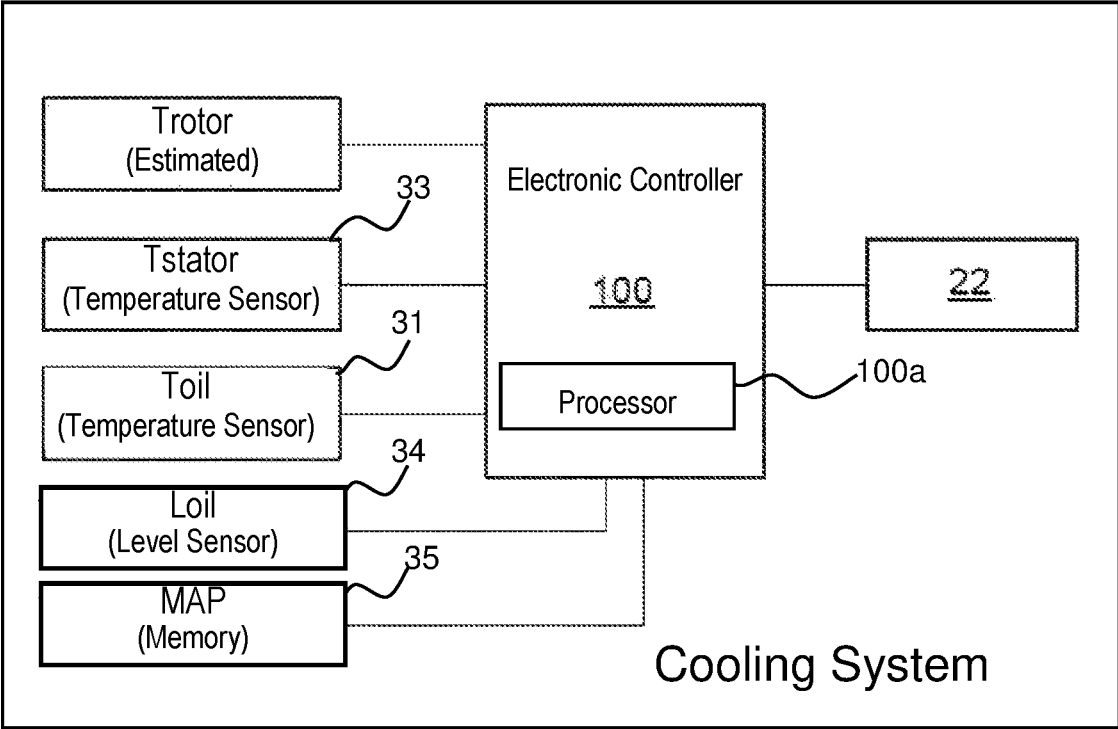 Trotor
(Estimated)
33
Tstator
(Temperature Sensor)
31
Toil
(Temperature Sensor)
34
Loil
(Level Sensor)
35
MAP
(Memory)
Electronic Controller
100
Processor
100a
22
Cooling System